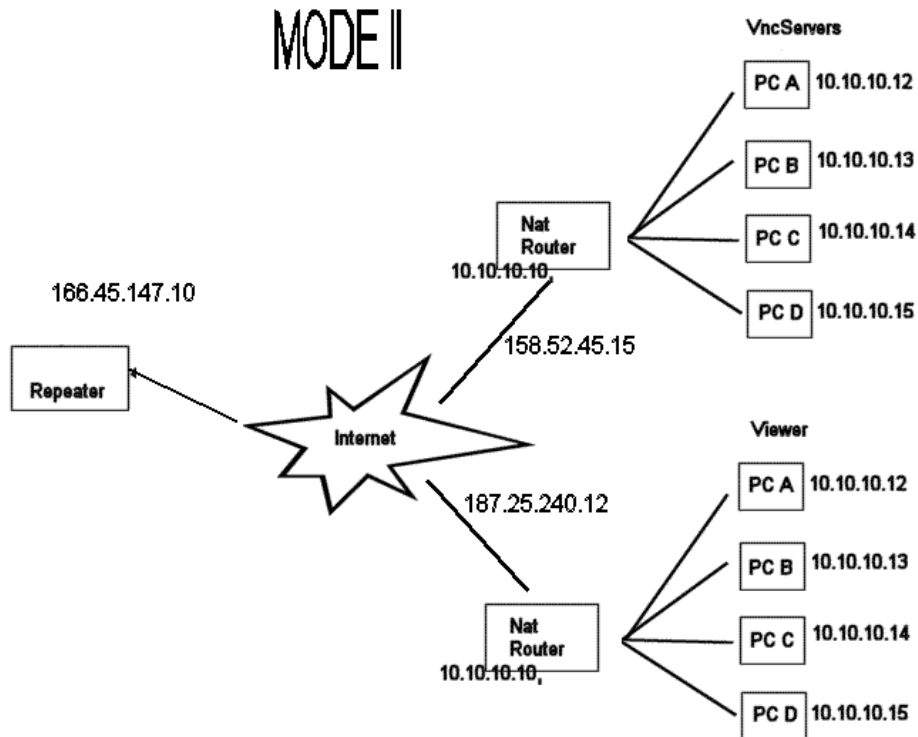 MODE II
VncServers
PC A 10.10.10.12
PC B 10.10.10.13
Nat
Router
10.10.10.10,
PC C 10.10.10.14
PC D 10.10.10.15
166.45.147.10
158.52.45.15
Repeater
Internet
Viewer
187.25.240.12
PC A 10.10.10.12
PC B 10.10.10.13
Nat
Router
10.10.10.10,
PC C 10.10.10.14
PC D 10.10.10.15